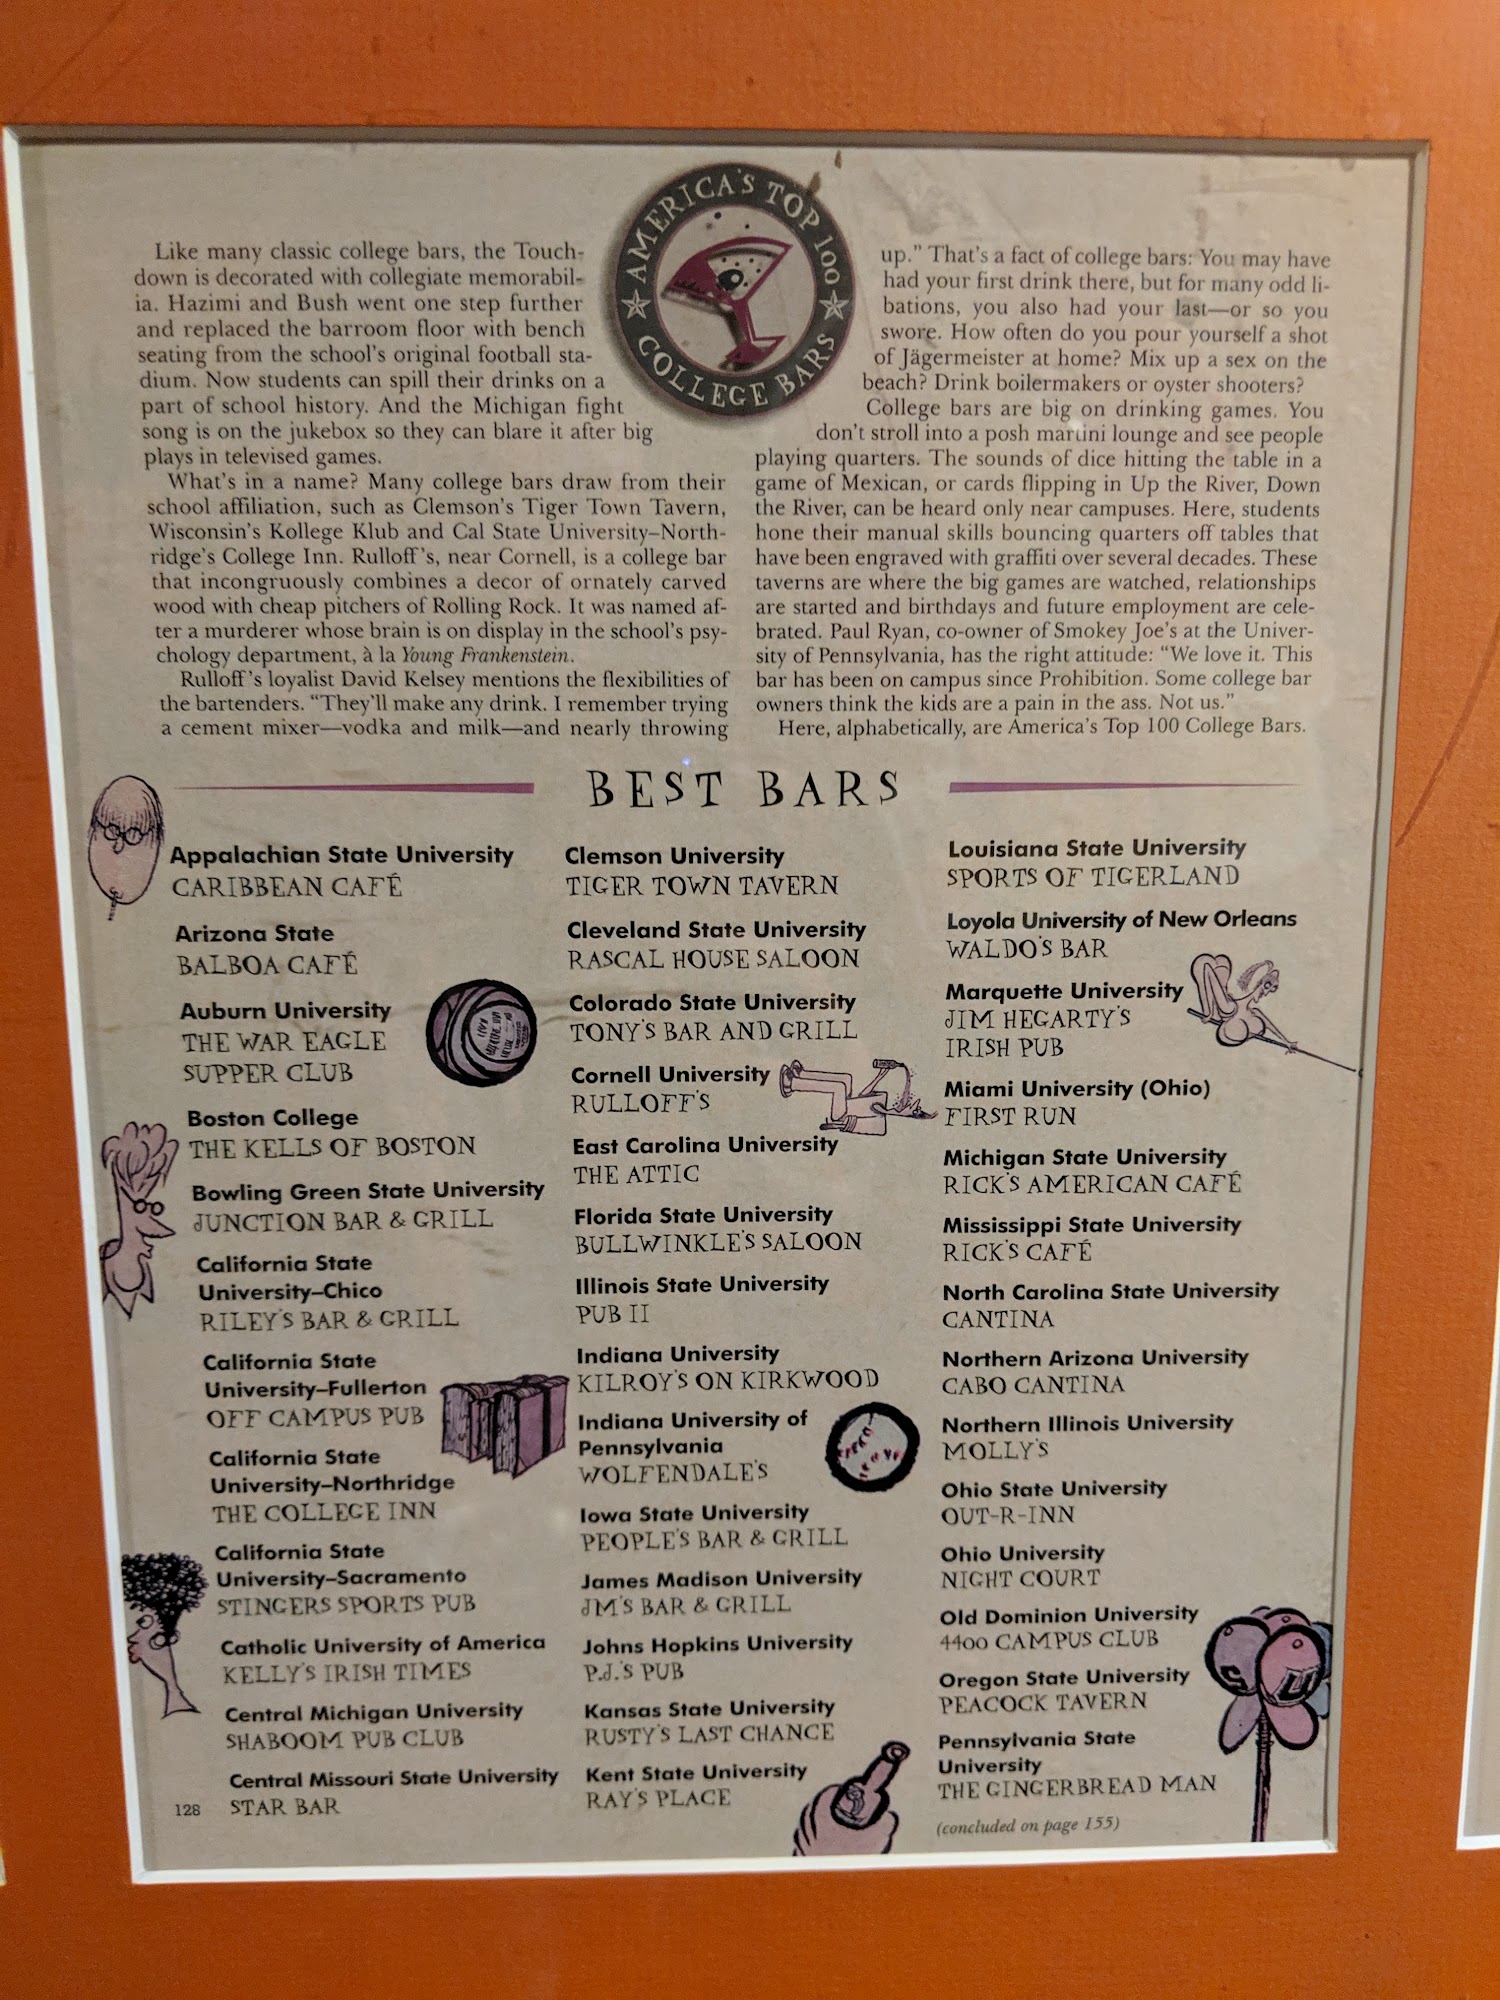 AMERICA'S TOP 100
COLLEGE BARS
Like many classic college bars, the Touch-
down is decorated with collegiate memorabil-
ia. Hazimi and Bush went one step further
and replaced the barroom floor with bench
seating from the school's original football sta-
dium. Now students can spill their drinks on a
part of school history. And the Michigan fight
song is on the jukebox so they can blare it after big
plays in televised games.
What's in a name? Many college bars draw from their
school affiliation, such as Clemson's Tiger Town Tavern,
Wisconsin's Kollege Klub and Cal State University–North-
ridge's College Inn. Rulloff's, near Cornell, is a college bar
that incongruously combines a decor of ornately carved
wood with cheap pitchers of Rolling Rock. It was named af-
ter a murderer whose brain is on display in the school's psy-
chology department, à la Young Frankenstein.
Rulloff's loyalist David Kelsey mentions the flexibilities of
the bartenders. "They'll make any drink. I remember trying
a cement mixer—vodka and milk—and nearly throwing
up." That's a fact of college bars: You may have
had your first drink there, but for many odd li-
bations, you also had your last—or so you
swore. How often do you pour yourself a shot
of Jägermeister at home? Mix up a sex on the
beach? Drink boilermakers or oyster shooters?
College bars are big on drinking games. You
don't stroll into a posh martini lounge and see people
playing quarters. The sounds of dice hitting the table in a
game of Mexican, or cards flipping in Up the River, Down
the River, can be heard only near campuses. Here, students
hone their manual skills bouncing quarters off tables that
have been engraved with graffiti over several decades. These
taverns are where the big games are watched, relationships
are started and birthdays and future employment are cele-
brated. Paul Ryan, co-owner of Smokey Joe's at the Univer-
sity of Pennsylvania, has the right attitude: "We love it. This
bar has been on campus since Prohibition. Some college bar
owners think the kids are a pain in the ass. Not us."
Here, alphabetically, are America's Top 100 College Bars.
BEST BARS
Appalachian State University
CARIBBEAN CAFÉ
Arizona State
BALBOA CAFÉ
Auburn University
THE WAR EAGLE
SUPPER CLUB
Boston College
THE KELLS OF BOSTON
Bowling Green State University
JUNCTION BAR & GRILL
California State
University–Chico
RILEY'S BAR & GRILL
California State
University–Fullerton
OFF CAMPUS PUB
California State
University–Northridge
THE COLLEGE INN
California State
University–Sacramento
STINGERS SPORTS PUB
Catholic University of America
KELLY'S IRISH TIMES
Central Michigan University
SHABOOM PUB CLUB
Central Missouri State University
STAR BAR
Clemson University
TIGER TOWN TAVERN
Cleveland State University
RASCAL HOUSE SALOON
Colorado State University
TONY'S BAR AND GRILL
Cornell University
RULLOFF'S
East Carolina University
THE ATTIC
Florida State University
BULLWINKLE'S SALOON
Illinois State University
PUB II
Indiana University
KILROY'S ON KIRKWOOD
Indiana University of
Pennsylvania
WOLFENDALE'S
Iowa State University
PEOPLE'S BAR & GRILL
James Madison University
JM'S BAR & GRILL
Johns Hopkins University
P.J.'S PUB
Kansas State University
RUSTY'S LAST CHANCE
Kent State University
RAY'S PLACE
Louisiana State University
SPORTS OF TIGERLAND
Loyola University of New Orleans
WALDO'S BAR
Marquette University
JIM HEGARTY'S
IRISH PUB
Miami University (Ohio)
FIRST RUN
Michigan State University
RICK'S AMERICAN CAFÉ
Mississippi State University
RICK'S CAFÉ
North Carolina State University
CANTINA
Northern Arizona University
CABO CANTINA
Northern Illinois University
MOLLY'S
Ohio State University
OUT-R-INN
Ohio University
NIGHT COURT
Old Dominion University
4400 CAMPUS CLUB
Oregon State University
PEACOCK TAVERN
Pennsylvania State
University
THE GINGERBREAD MAN
(concluded on page 155)
128